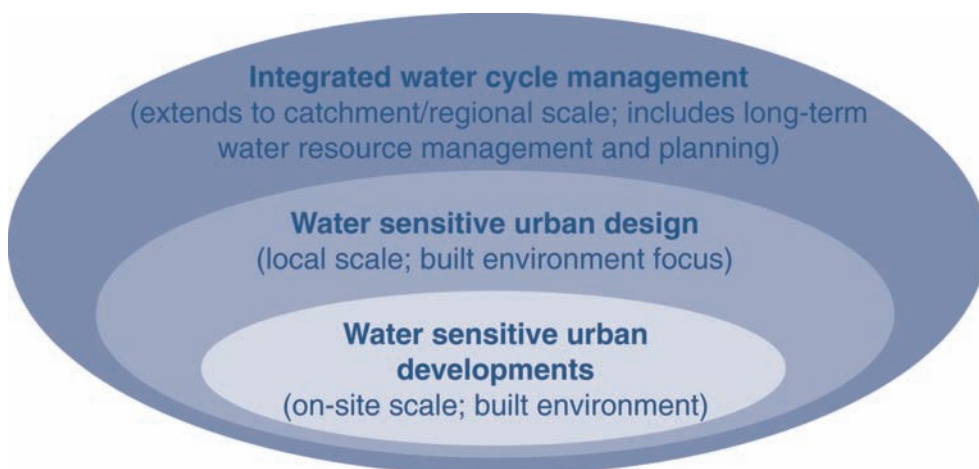 Integrated water cycle management
(extends to catchment/regional scale; includes long-term
water resource management and planning)
Water sensitive urban design
(local scale; built environment focus)
Water sensitive urban
developments
(on-site scale; built environment)